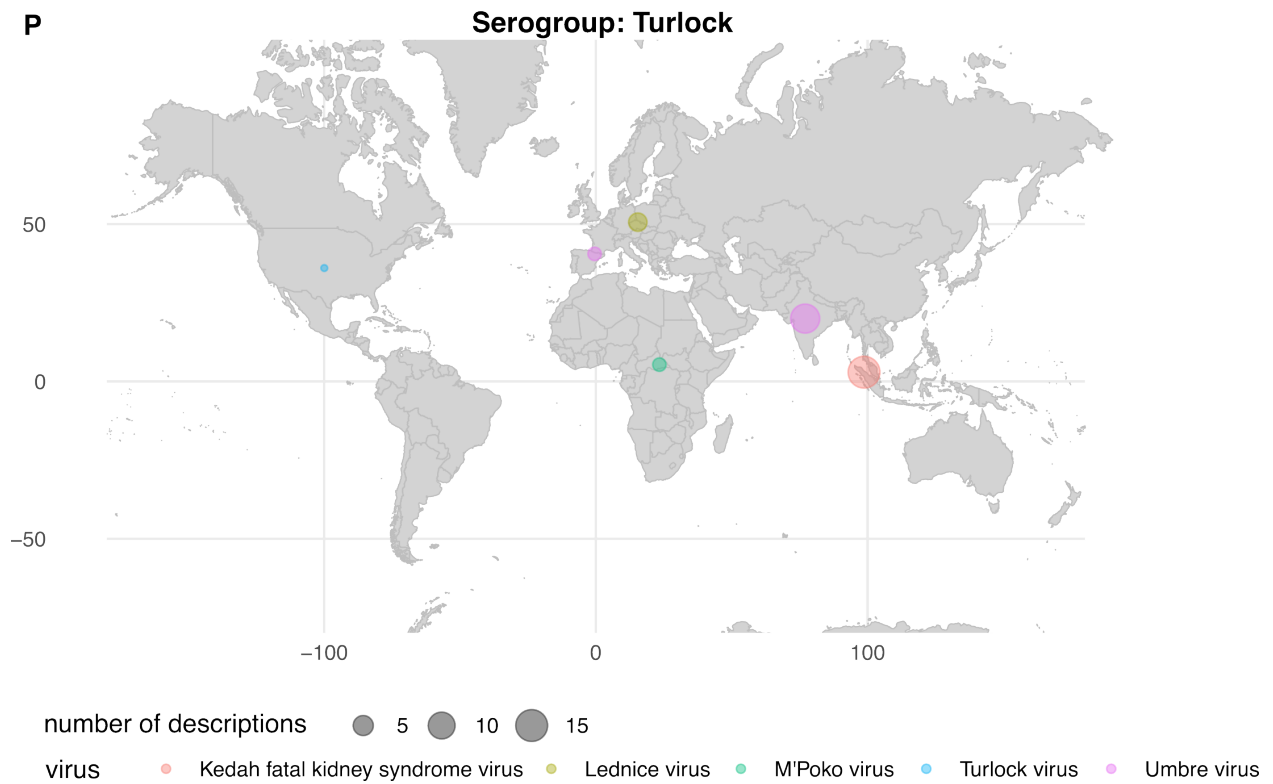 P
Serogroup: Turlock
50
0
−50
−100 0 100
number of descriptions 5 10 15
virus Kedah fatal kidney syndrome virus Lednice virus M'Poko virus Turlock virus Umbre virus